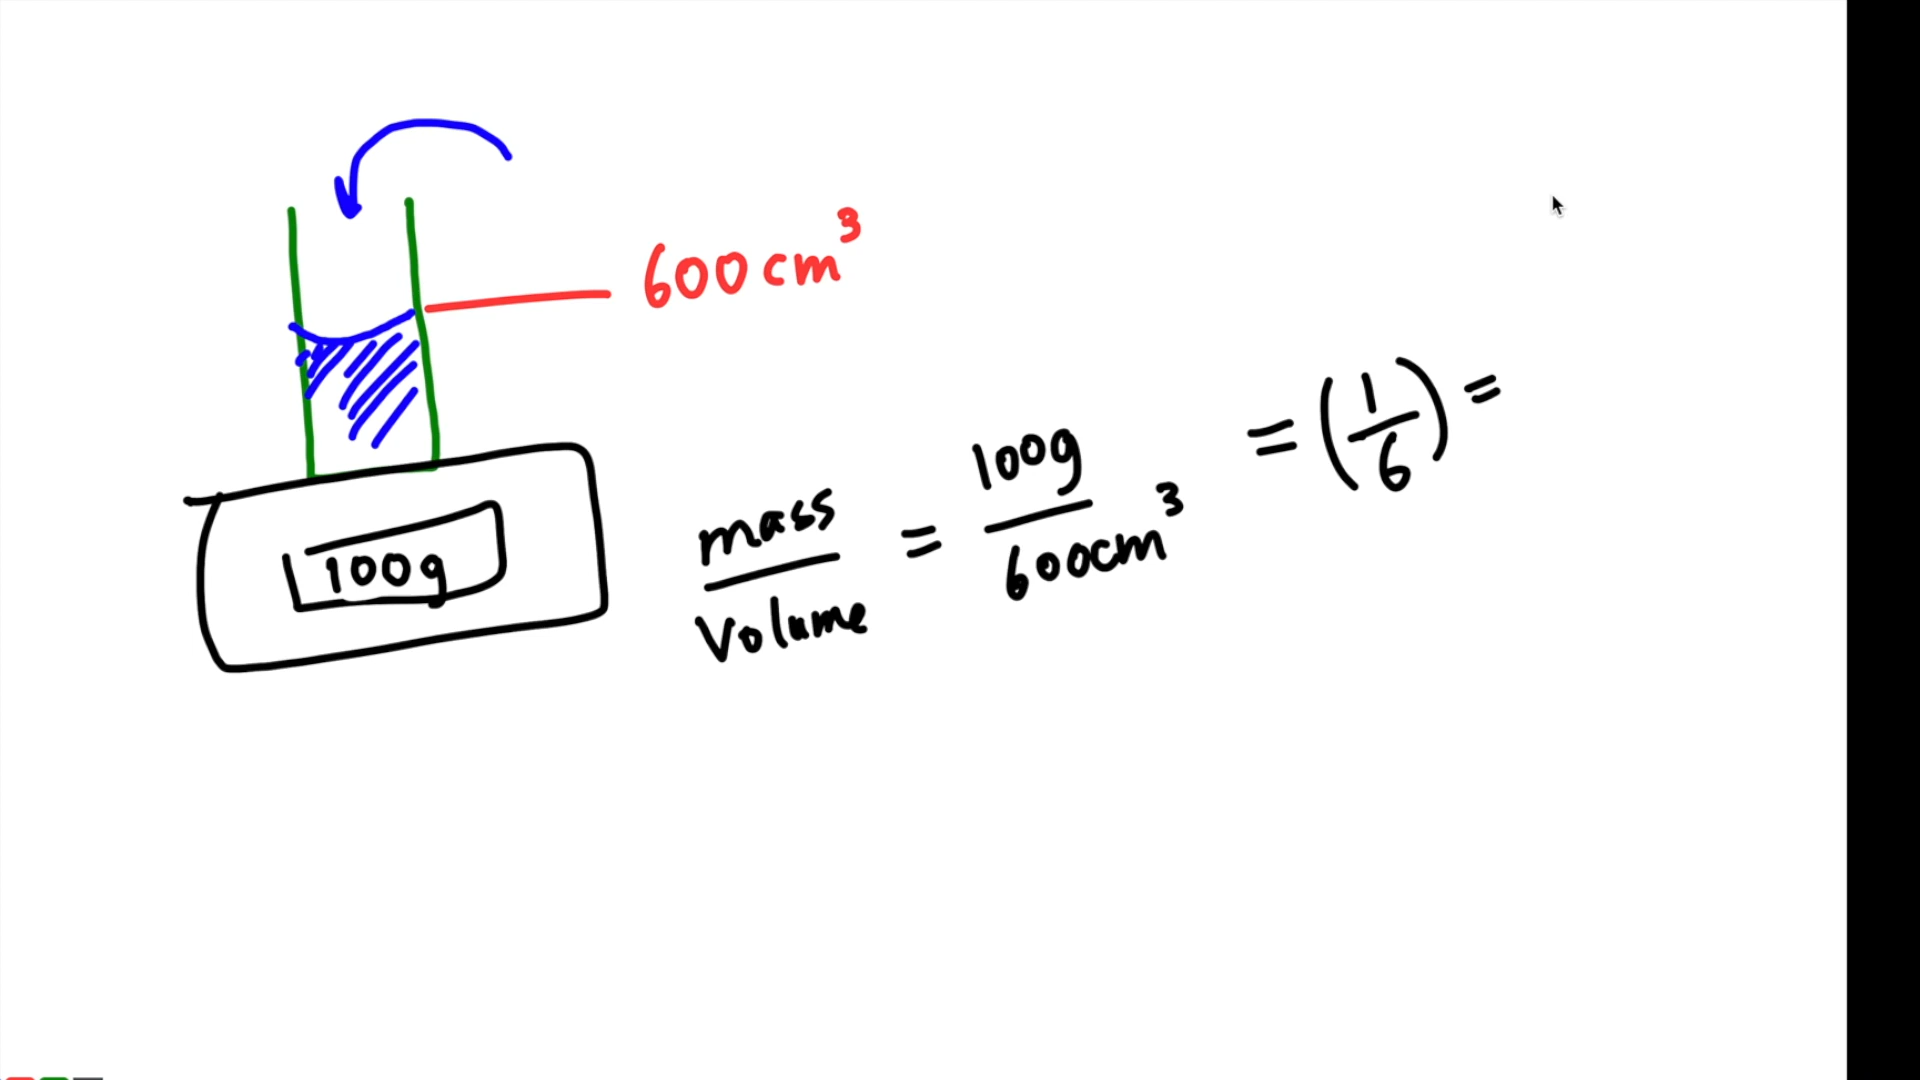 600 cm³
100g
mass / volume = 100g / 600cm³ = (1/6) =